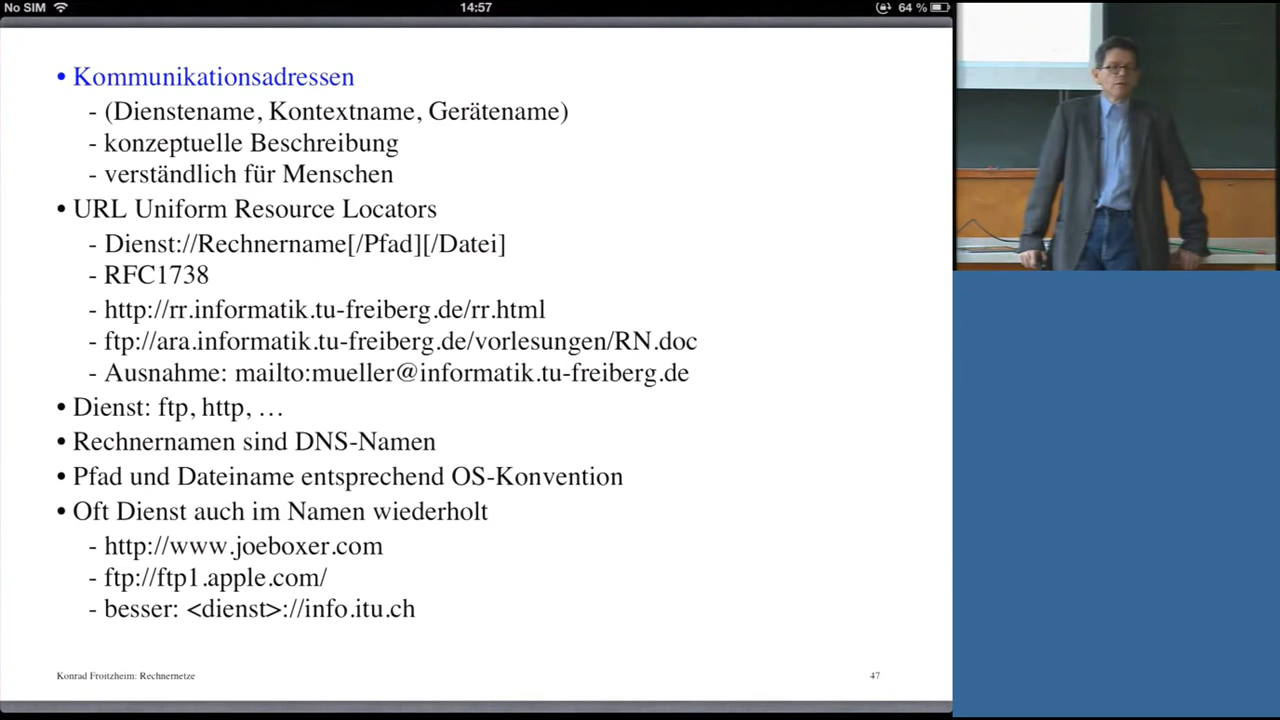 No SIM 14:57 64 %
• Kommunikationsadressen
- (Dienstename, Kontextname, Gerätename)
- konzeptuelle Beschreibung
- verständlich für Menschen
• URL Uniform Resource Locators
- Dienst://Rechnername[/Pfad][/Datei]
- RFC1738
- http://rr.informatik.tu-freiberg.de/rr.html
- ftp://ara.informatik.tu-freiberg.de/vorlesungen/RN.doc
- Ausnahme: mailto:mueller@informatik.tu-freiberg.de
• Dienst: ftp, http, …
• Rechnernamen sind DNS-Namen
• Pfad und Dateiname entsprechend OS-Konvention
• Oft Dienst auch im Namen wiederholt
- http://www.joeboxer.com
- ftp://ftp1.apple.com/
- besser: <dienst>://info.itu.ch
Konrad Froitzheim: Rechnernetze 47